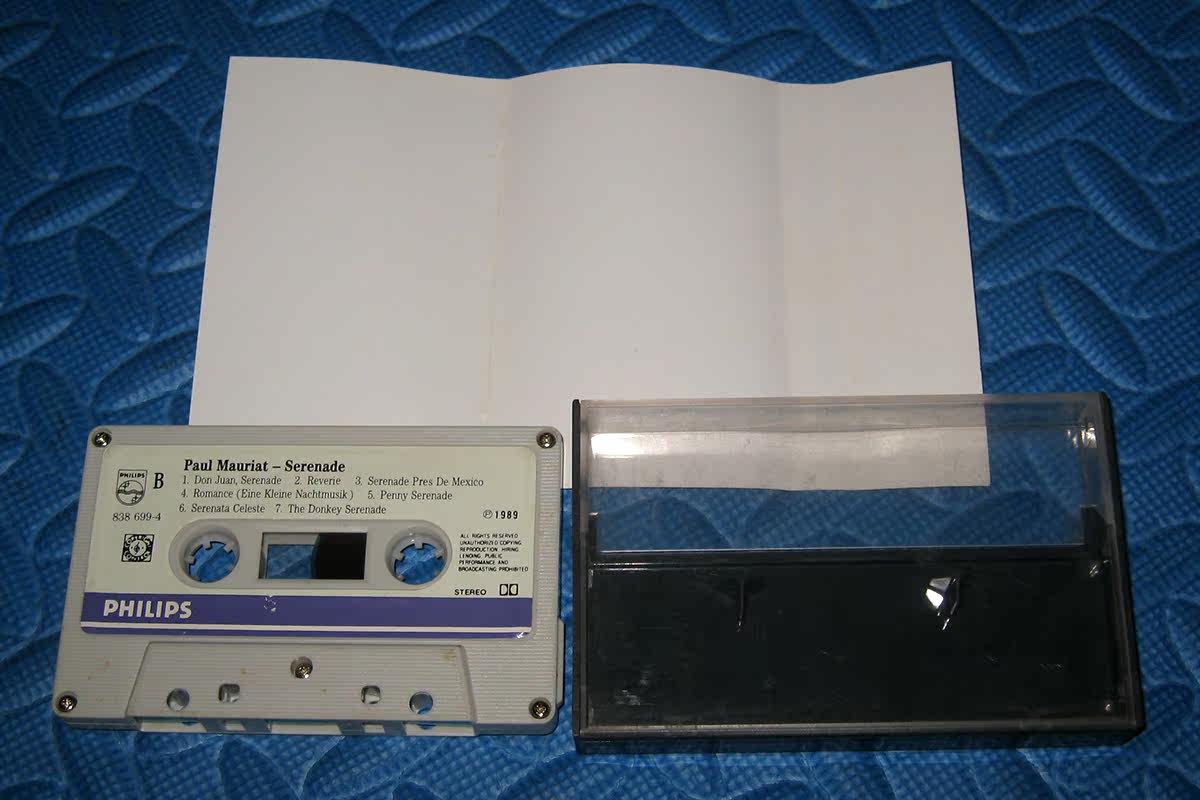 PHILIPS
B
Paul Mauriat – Serenade
1. Don Juan, Serenade 2. Reverie 3. Serenade Pres De Mexico
4. Romance (Eine Kleine Nachtmusik) 5. Penny Serenade
6. Serenata Celeste 7. The Donkey Serenade
838 699-4
℗ 1989
ALL RIGHTS RESERVED
UNAUTHORIZED COPYING
REPRODUCTION HIRING
LENDING PUBLIC
PERFORMANCE AND
BROADCASTING PROHIBITED
STEREO
PHILIPS